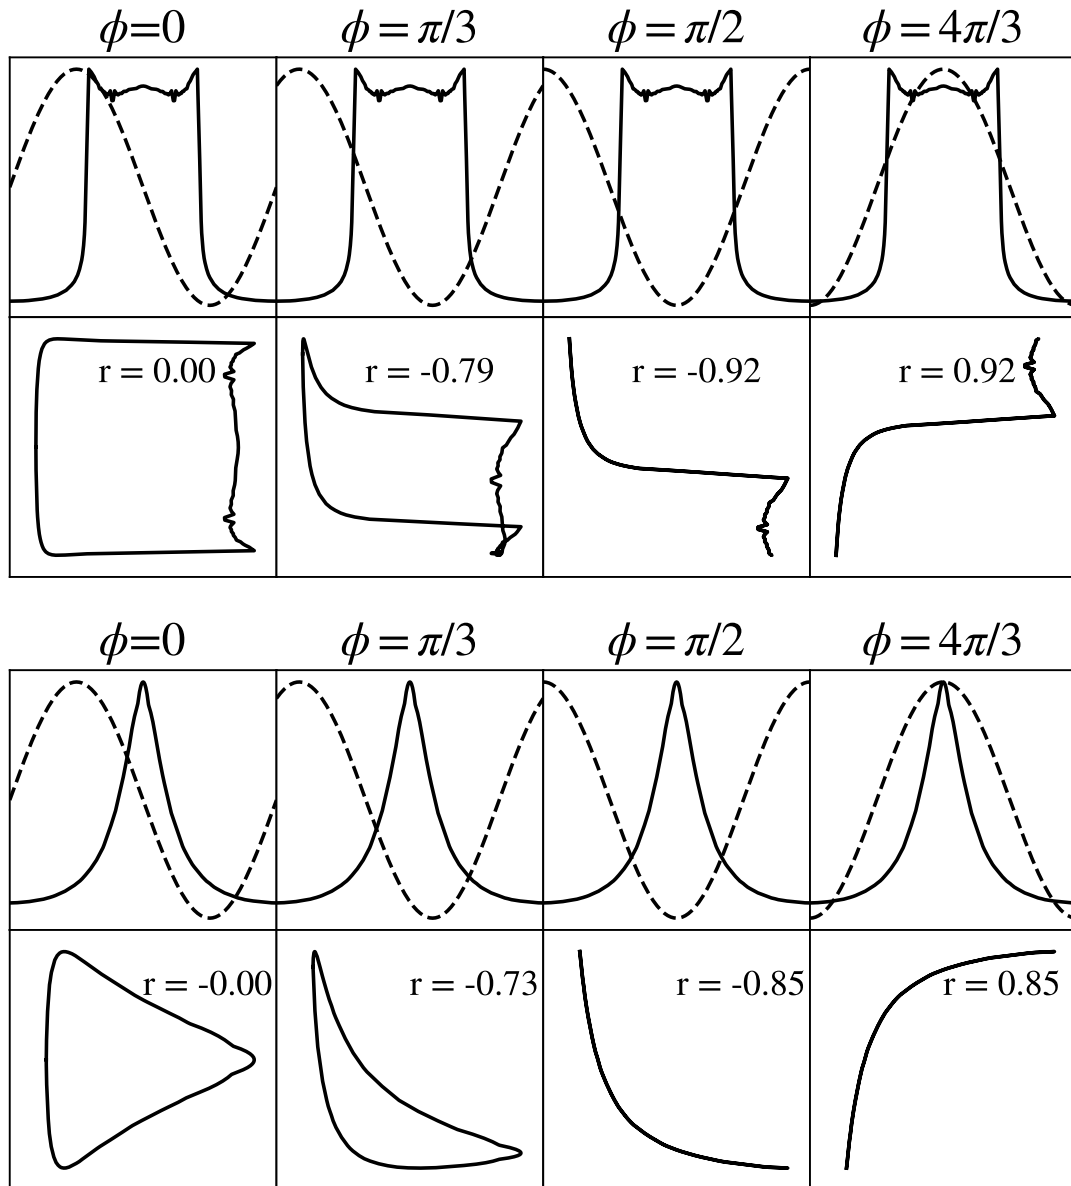 ϕ=0 ϕ = π/3 ϕ = π/2 ϕ = 4π/3
r = 0.00 r = -0.79 r = -0.92 r = 0.92
ϕ=0 ϕ = π/3 ϕ = π/2 ϕ = 4π/3
r = -0.00 r = -0.73 r = -0.85 r = 0.85